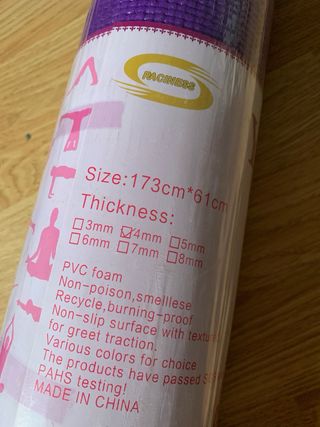 RACINESS
Size:173cm*61cm
Thickness:
3mm 4mm 5mm
6mm 7mm 8mm
PVC foam
Non-poison,smelllese
Recycle,burning-proof
Non-slip surface with texture
for greet traction.
Various colors for choice
The products have passed
PAHS testing!
MADE IN CHINA